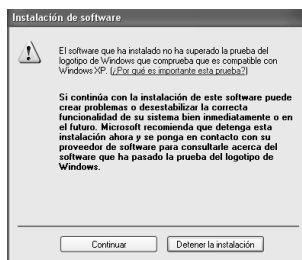 Instalación de software
El software que ha instalado no ha superado la prueba del
logotipo de Windows que comprueba que es compatible con
Windows XP. (¿Por qué es importante esta prueba?)
Si continúa con la instalación de este software puede
crear problemas o desestabilizar la correcta
funcionalidad de su sistema bien inmediatamente o en
el futuro. Microsoft recomienda que detenga esta
instalación ahora y se ponga en contacto con su
proveedor de software para consultarle acerca del
software que ha pasado la prueba del logotipo de
Windows.
Continuar
Detener la instalación